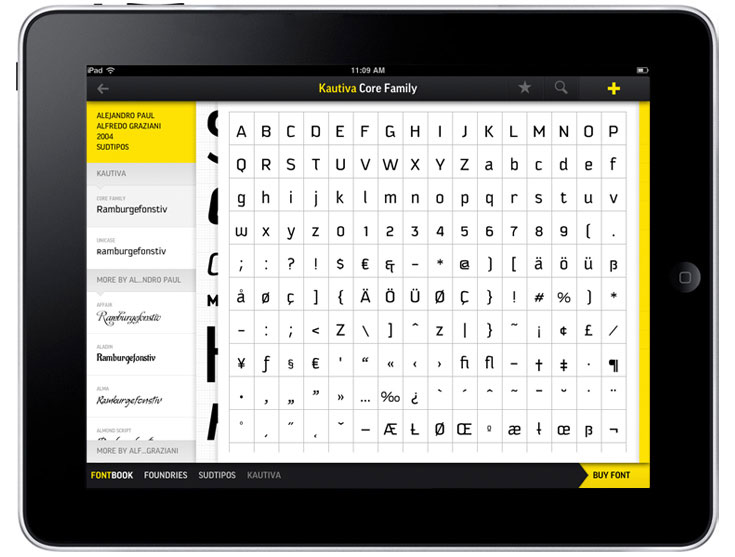 iPad 11:09 AM
Kautiva Core Family
ALEJANDRO PAUL
ALFREDO GRAZIANI
2004
SUDTIPOS
KAUTIVA
CORE FAMILY
Ramburgefonstiv
UNICASE
Ramburgefonstiv
MORE BY AL...NDRO PAUL
AFFAIR
Ramburgefonstiv
ALADIN
Ramburgefonstiv
ALMA
Ramburgefonstiv
ALMOND SCRIPT
MORE BY ALF...GRAZIANI
A B C D E F G H I J K L M N O P
Q R S T U V W X Y Z a b c d e f
g h i j k l m n o p q r s t u v
w x y z 0 1 2 3 4 5 6 7 8 9 ( .
; : ? ! $ € & – * @ ) [ ä ö ü ß
å ø ç ] { Ä Ö Ü Ø Ç } ! # % ) *
- : ; < Z \ ] ^ z | } ~ ¡ ¢ £ ⁄
¥ ƒ § € ' “ « ‹ › fi fl – † ‡ · ¶
• ‚ „ ” » … ‰ ¿ ` ´ ^ ~ ¯ ˘ ˙ ¨
° ¸ ˝ ˛ ˇ — Æ Ł Ø Œ º æ ł œ ß ¬
FONTBOOK FOUNDRIES SUDTIPOS KAUTIVA BUY FONT